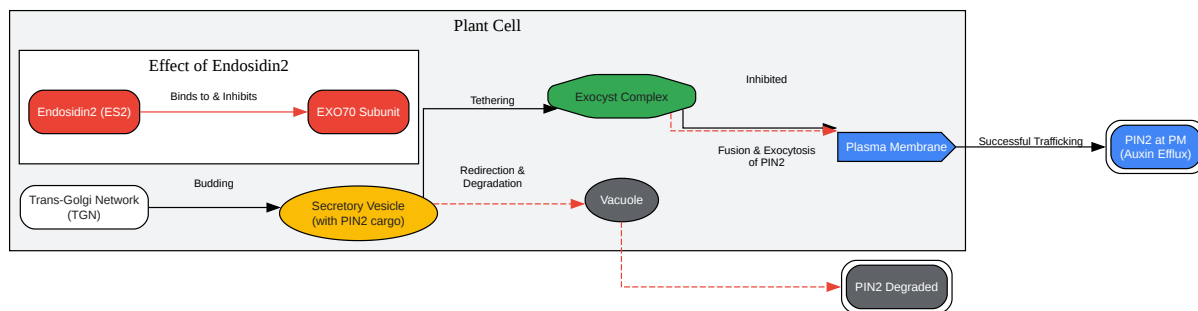 Plant Cell
Effect of Endosidin2
Endosidin2 (ES2)
Binds to & Inhibits
EXO70 Subunit
Tethering
Exocyst Complex
Inhibited
Fusion & Exocytosis
of PIN2
Plasma Membrane
Successful Trafficking
PIN2 at PM
(Auxin Efflux)
Trans-Golgi Network
(TGN)
Budding
Secretory Vesicle
(with PIN2 cargo)
Redirection &
Degradation
Vacuole
PIN2 Degraded